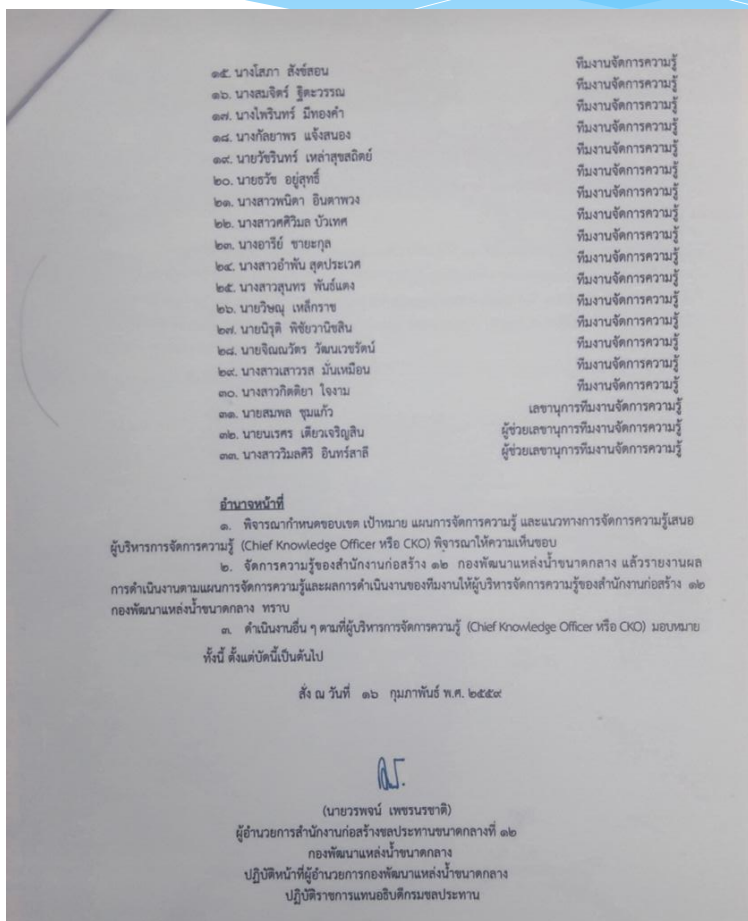 ๑๕. นางโสภา สังข์สอน ทีมงานจัดการความรู้
๑๖. นางสมจิตร์ ฐิตะวรรณ ทีมงานจัดการความรู้
๑๗. นางไพรินทร์ มีทองคำ ทีมงานจัดการความรู้
๑๘. นางกัลยาพร แจ้งสนอง ทีมงานจัดการความรู้
๑๙. นายวัชรินทร์ เหล่าสุขสถิตย์ ทีมงานจัดการความรู้
๒๐. นายธวัช อยู่สุทธิ์ ทีมงานจัดการความรู้
๒๑. นางสาวพนิดา อินตาพวง ทีมงานจัดการความรู้
๒๒. นางสาวศศิวิมล บัวเทศ ทีมงานจัดการความรู้
๒๓. นางอารีย์ ชายะกุล ทีมงานจัดการความรู้
๒๔. นางสาวอำพัน สุดประเวศ ทีมงานจัดการความรู้
๒๕. นางสาวสุนทร พันธ์แตง ทีมงานจัดการความรู้
๒๖. นายวิษณุ เหล็กราช ทีมงานจัดการความรู้
๒๗. นายนิรุติ พิชัยวานิชสิน ทีมงานจัดการความรู้
๒๘. นายจิณณวัตร วัฒนเวชรัตน์ ทีมงานจัดการความรู้
๒๙. นางสาวเสาวรส มั่นเหมือน ทีมงานจัดการความรู้
๓๐. นางสาวกิตติยา ใจงาม ทีมงานจัดการความรู้
๓๑. นายสมพล ชุมแก้ว เลขานุการทีมงานจัดการความรู้
๓๒. นายนเรศร เตียวเจริญสิน ผู้ช่วยเลขานุการทีมงานจัดการความรู้
๓๓. นางสาววิมลศิริ อินทร์สาลี ผู้ช่วยเลขานุการทีมงานจัดการความรู้
อำนาจหน้าที่
๑. พิจารณากำหนดขอบเขต เป้าหมาย แผนการจัดการความรู้ และแนวทางการจัดการความรู้เสนอ
ผู้บริหารการจัดการความรู้ (Chief Knowledge Officer หรือ CKO) พิจารณาให้ความเห็นชอบ
๒. จัดการความรู้ของสำนักงานก่อสร้าง ๑๒ กองพัฒนาแหล่งน้ำขนาดกลาง แล้วรายงานผล
การดำเนินงานตามแผนการจัดการความรู้และผลการดำเนินงานของทีมงานให้ผู้บริหารจัดการความรู้ของสำนักงานก่อสร้าง ๑๒
กองพัฒนาแหล่งน้ำขนาดกลาง ทราบ
๓. ดำเนินงานอื่น ๆ ตามที่ผู้บริหารการจัดการความรู้ (Chief Knowledge Officer หรือ CKO) มอบหมาย
ทั้งนี้ ตั้งแต่บัดนี้เป็นต้นไป
สั่ง ณ วันที่ ๑๖ กุมภาพันธ์ พ.ศ. ๒๕๕๙
(นายวรพจน์ เพชรนรชาติ)
ผู้อำนวยการสำนักงานก่อสร้างชลประทานขนาดกลางที่ ๑๒
กองพัฒนาแหล่งน้ำขนาดกลาง
ปฏิบัติหน้าที่ผู้อำนวยการกองพัฒนาแหล่งน้ำขนาดกลาง
ปฏิบัติราชการแทนอธิบดีกรมชลประทาน